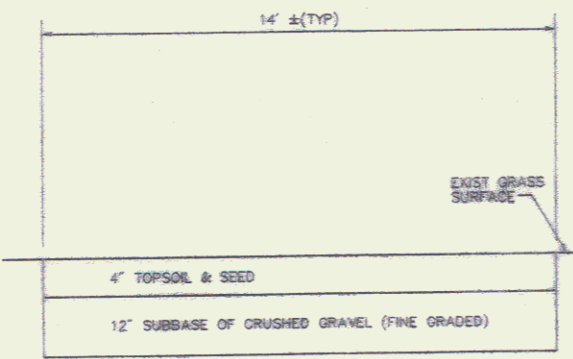 14' ±(TYP)
EXIST GRASS
SURFACE
4" TOPSOIL & SEED
12" SUBBASE OF CRUSHED GRAVEL (FINE GRADED)